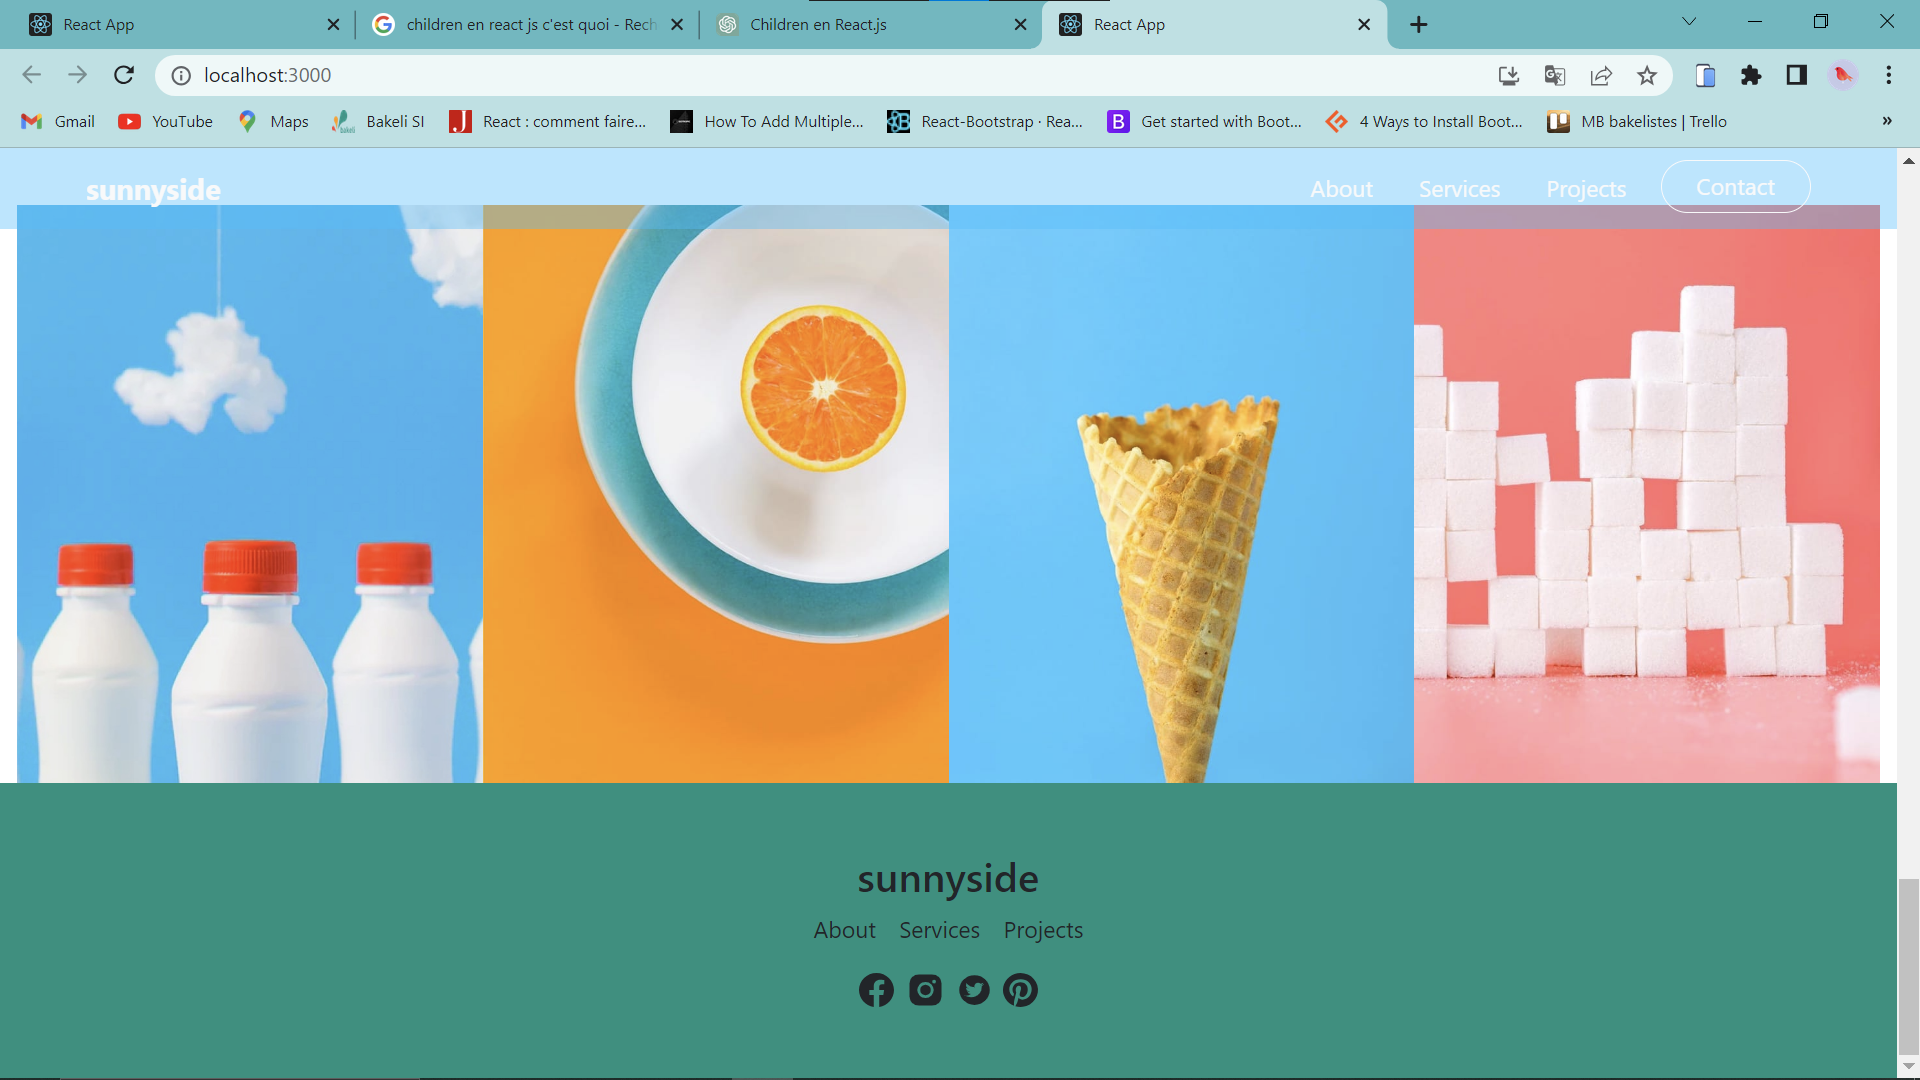 React App
children en react js c'est quoi - Rech
Children en React.js
React App
localhost:3000
Gmail
YouTube
Maps
Bakeli SI
React : comment faire...
How To Add Multiple...
React-Bootstrap · Rea...
Get started with Boot...
4 Ways to Install Boot...
MB bakelistes | Trello
»
sunnyside
About Services Projects Contact
sunnyside
About Services Projects